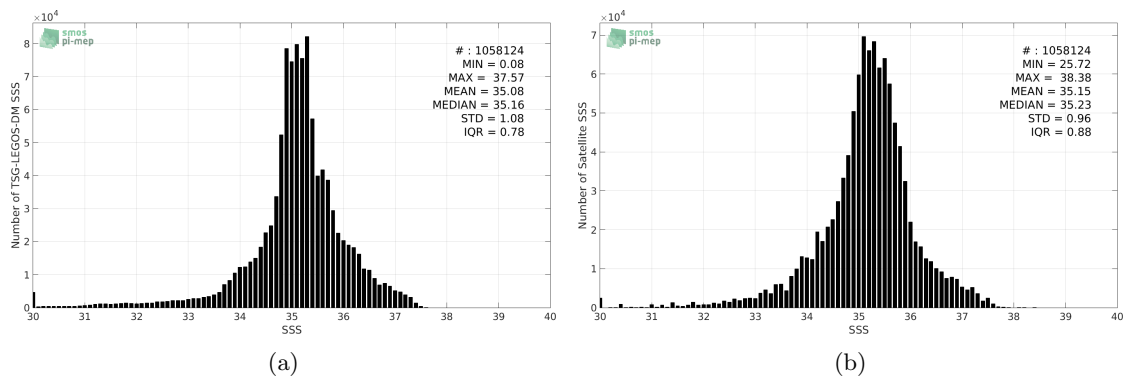 ×10⁴
smos
pi-mep
# : 1058124
MIN = 0.08
MAX = 37.57
MEAN = 35.08
MEDIAN = 35.16
STD = 1.08
IQR = 0.78
Number of TSG-LEGOS-DM SSS
8
7
6
5
4
3
2
1
0
30 31 32 33 34 35 36 37 38 39 40
SSS
(a)
×10⁴
smos
pi-mep
# : 1058124
MIN = 25.72
MAX = 38.38
MEAN = 35.15
MEDIAN = 35.23
STD = 0.96
IQR = 0.88
Number of Satellite SSS
7
6
5
4
3
2
1
0
30 31 32 33 34 35 36 37 38 39 40
SSS
(b)